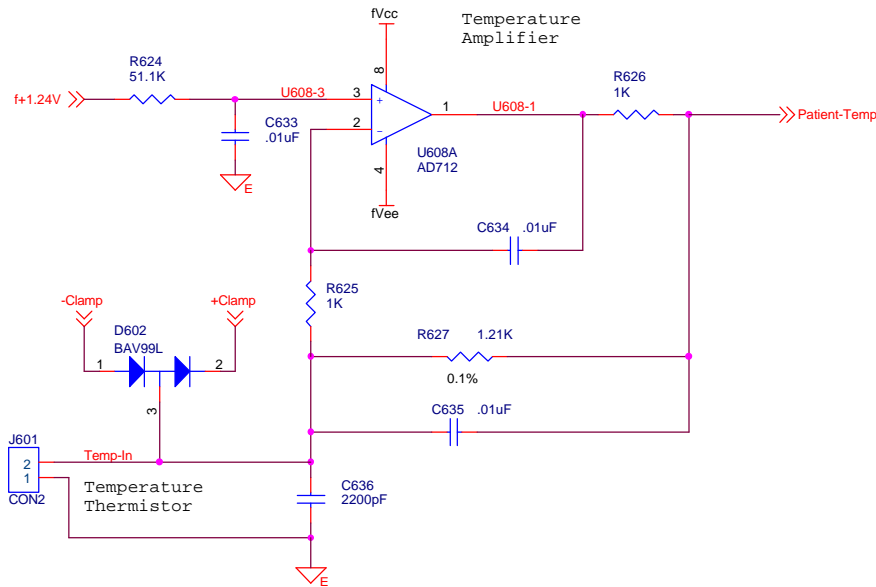 fVcc
Temperature
Amplifier
R624
51.1K
R626
1K
8
f+1.24V
U608-3
3
+
1
U608-1
Patient-Temp
C633
.01uF
2
−
U608A
AD712
4
E
fVee
C634 .01uF
R625
1K
-Clamp
+Clamp
D602
BAV99L
R627 1.21K
1
2
0.1%
3
C635 .01uF
J601
Temp-In
2
1
CON2
Temperature
Thermistor
C636
2200pF
E